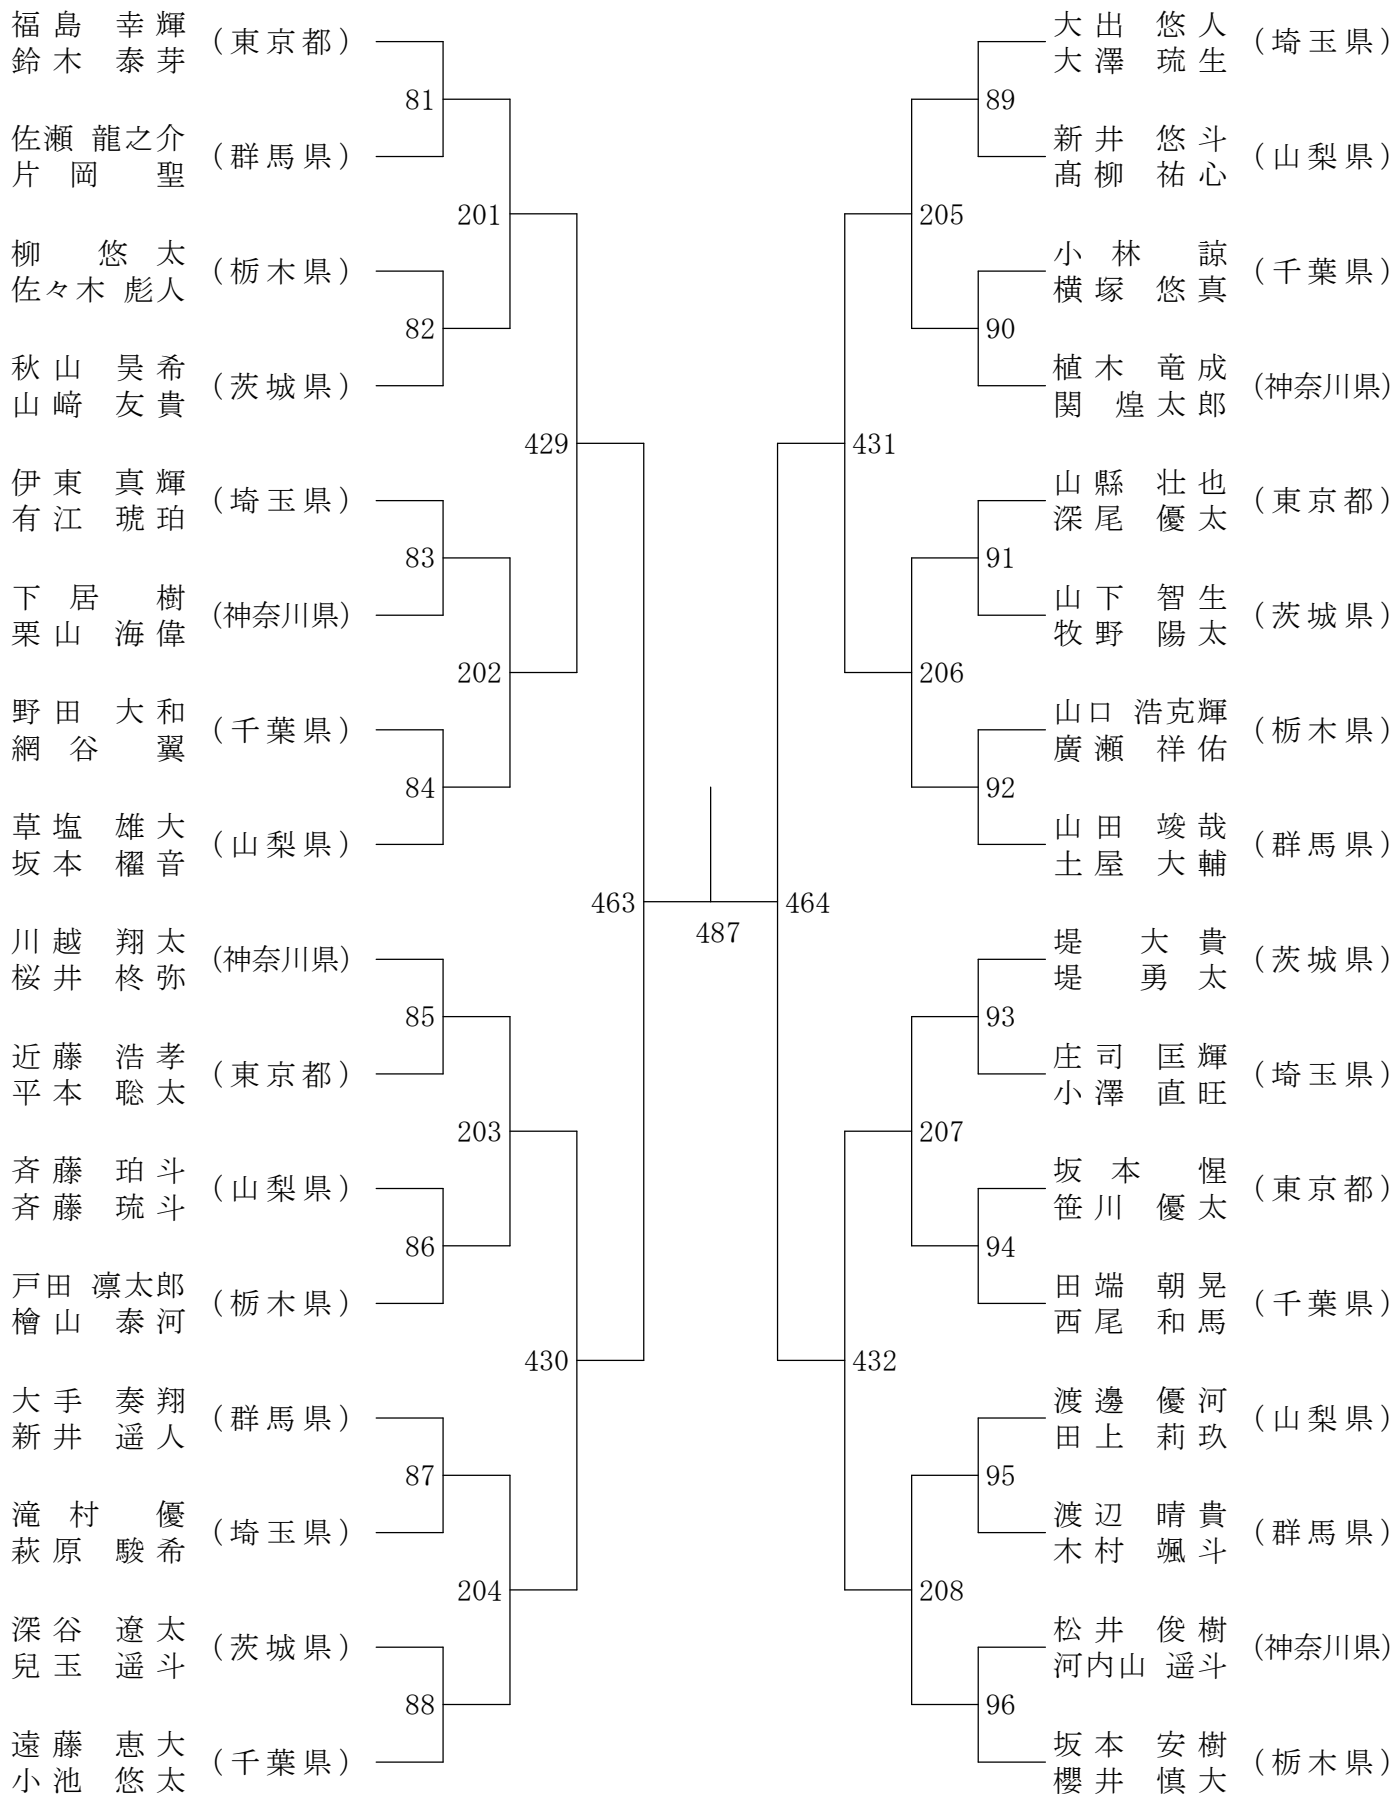 福島 幸輝
鈴木 泰芽
(東京都)
81
佐瀬 龍之介
片岡 聖
(群馬県)
201
柳 悠太
佐々木 彪人
(栃木県)
82
秋山 昊希
山﨑 友貴
(茨城県)
429
伊東 真輝
有江 琥珀
(埼玉県)
83
下居 樹
栗山 海偉
(神奈川県)
202
野田 大和
網谷 翼
(千葉県)
84
草塩 雄大
坂本 櫂音
(山梨県)
463
川越 翔太
桜井 柊弥
(神奈川県)
85
近藤 浩孝
平本 聡太
(東京都)
203
斉藤 珀斗
斉藤 琉斗
(山梨県)
86
戸田 凛太郎
檜山 泰河
(栃木県)
430
大手 奏翔
新井 遥人
(群馬県)
87
滝村 優
萩原 駿希
(埼玉県)
204
深谷 遼太
兒玉 遥斗
(茨城県)
88
遠藤 恵大
小池 悠太
(千葉県)
487
大出 悠人
大澤 琉生
(埼玉県)
89
新井 悠斗
髙柳 祐心
(山梨県)
205
小林 諒
横塚 悠真
(千葉県)
90
植木 竜成
関 煌太郎
(神奈川県)
431
山縣 壮也
深尾 優太
(東京都)
91
山下 智生
牧野 陽太
(茨城県)
206
山口 浩克輝
廣瀬 祥佑
(栃木県)
92
山田 竣哉
土屋 大輔
(群馬県)
464
堤 大貴
堤 勇太
(茨城県)
93
庄司 匡輝
小澤 直旺
(埼玉県)
207
坂本 惺
笹川 優太
(東京都)
94
田端 朝晃
西尾 和馬
(千葉県)
432
渡邊 優河
田上 莉玖
(山梨県)
95
渡辺 晴貴
木村 颯斗
(群馬県)
208
松井 俊樹
河内山 遥斗
(神奈川県)
96
坂本 安樹
櫻井 慎大
(栃木県)